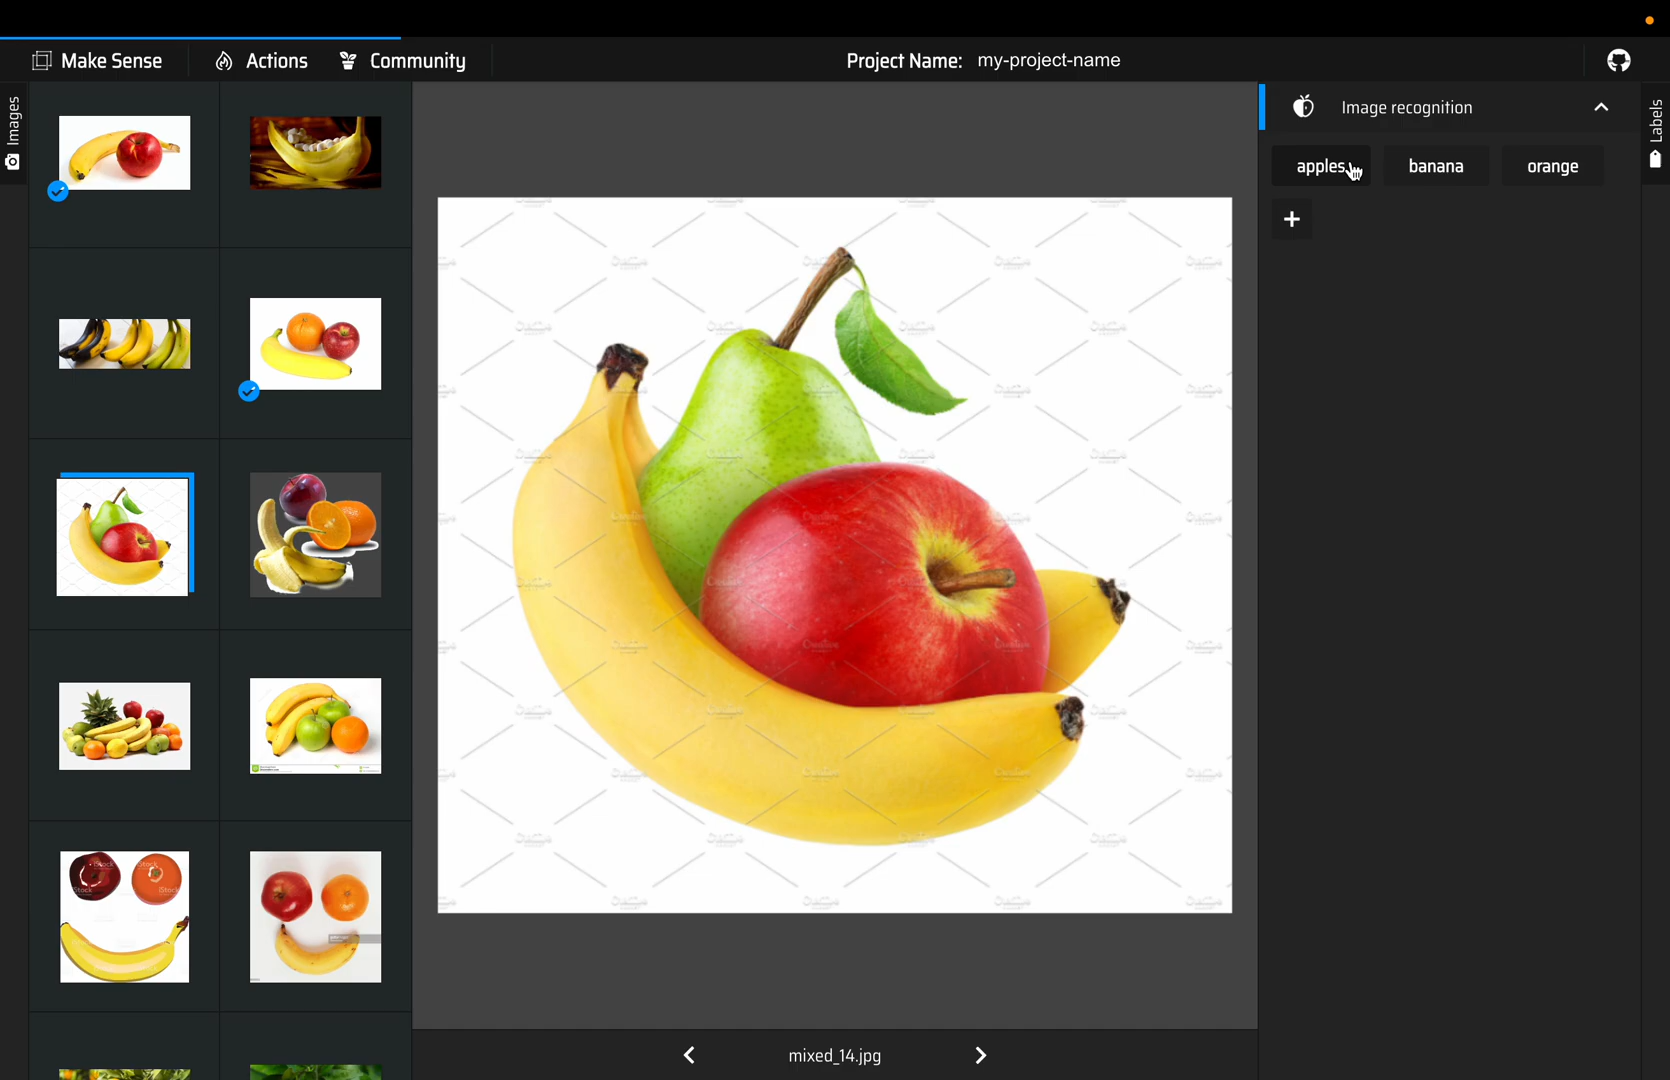 Make Sense
Actions
Community
Project Name: my-project-name
Images
Image recognition
Labels
apples
banana
orange
+
mixed_14.jpg